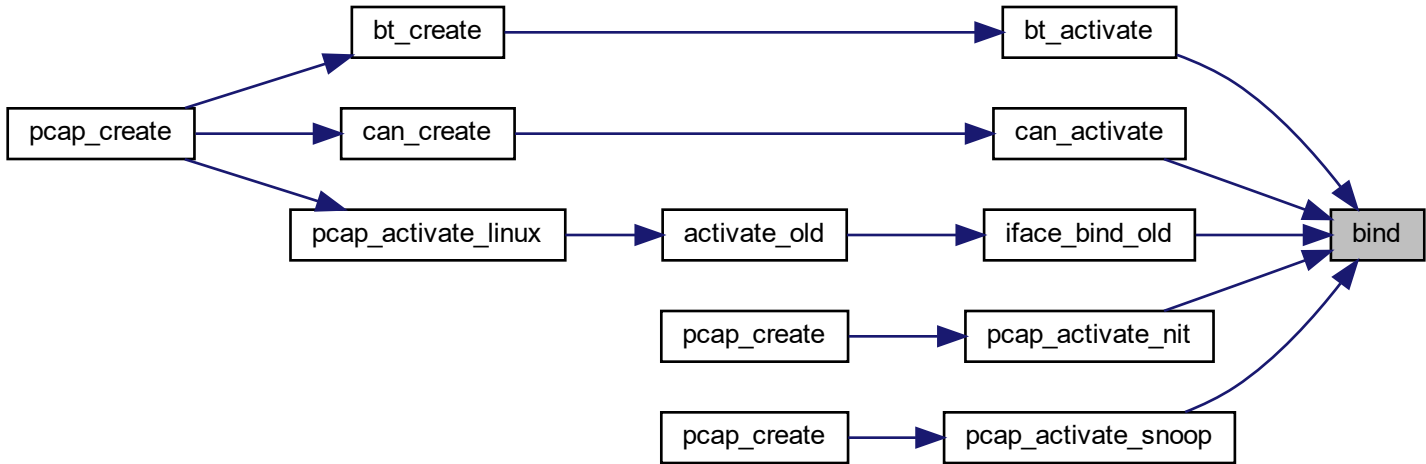 bt_create
bt_activate
pcap_create
can_create
can_activate
pcap_activate_linux
activate_old
iface_bind_old
bind
pcap_create
pcap_activate_nit
pcap_create
pcap_activate_snoop